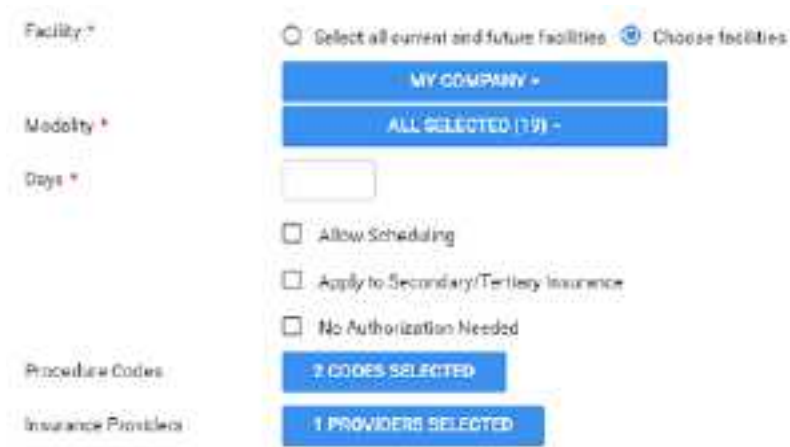 Facility * Select all current and future facilities Choose facilities
MY COMPANY
Modality * ALL SELECTED (19)
Days *
Allow Scheduling
Apply to Secondary/Tertiary Insurance
No Authorization Needed
Procedure Codes 2 CODES SELECTED
Insurance Providers 1 PROVIDERS SELECTED